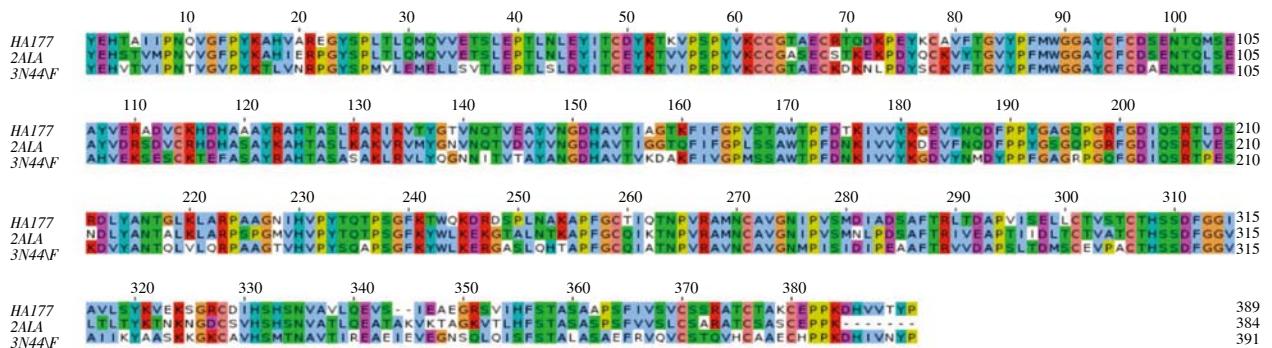 10 20 30 40 50 60 70 80 90 100
HA177 YEHTAIIPNQVGFPYKAHVAREGYSPLTLQMQVVETSLEPTLNLEYITCDYKTKVPSPYVKCCGTAECRTQDKPEYKCAVFTGVYPFMWGGAYCFCDSENTQMSE 105
2ALA YEHSTVMPNVVGFPYKAHIERPGYSPLTLQMQVVETSLEPTLNLEYITCEYKTVVPSPYVKCCGASECSTKEKPDYQCKVYTGVYPFMWGGAYCFCDSENTQLSE 105
3N44\F YEHVTVIPNTVGVPYKTLVNRPGYSPMVLEMELLSVTLEPTLSLDYITCEYKTVIPSPYVKCCGTAECKDKNLPDYSCKVFTGVYPFMWGGAYCFCDAENTQLSE 105
110 120 130 140 150 160 170 180 190 200
HA177 AYVERADVCKHDHAAAYRAHTASLRAKIKVTYGTVNQTVEAYVNGDHAVTIAGTKFIFGPVSTAWTPFDTKIVVYKGEVYNQDFPPYGAGQPGRFGDIQSRTLDS 210
2ALA AYVDRSDVCRHDHASAYKAHTASLKAKVRVMYGNVNQTVDVYVNGDHAVTIGGTQFIFGPLSSAWTPFDNKIVVYKDEVFNQDFPPYGSGQPGRFGDIQSRTVES 210
3N44\F AHVEKSESCKTEFASAYRAHTASASAKLRVLYQGNNITVTAYANGDHAVTVKDAKFIVGPMSSAWTPFDNKIVVYKGDVYNMDYPPFGAGRPGQFGDIQSRTPES 210
220 230 240 250 260 270 280 290 300 310
HA177 RDLYANTGLKLARPAAGNIHVPYTQTPSGFKTWQKDRDSPLNAKAPFGCTIQTNPVRAMNCAVGNIPVSMDIADSAFTRLTDAPVISELLCTVSTCTHSSDFGGI 315
2ALA NDLYANTALKLARPSPGMVHVPYTQTPSGFKYWLKEKGTALNTKAPFGCQIKTNPVRAMNCAVGNIPVSMNLPDSAFTRIVEAPTIIDLTCTVATCTHSSDFGGV 315
3N44\F KDVYANTQLVLQRPAAGTVHVPYSQAPSGFKYWLKERGASLQHTAPFGCQIATNPVRAVNCAVGNMPISIDIPEAAFTRVVDAPSLTDMSCEVPACTHSSDFGGV 315
320 330 340 350 360 370 380
HA177 AVLSYKVEKSGRCDIHSHSNVAVLQEVS--IEAEGRSVIHFSTASAAPSFIVSVCSSRATCTAKCEPPKDHVVTYP 389
2ALA LTLTYKTNKNGDCSVHSHSNVATLQEATAKVKTAGKVTLHFSTASASPSFVVSLCSARATCSASCEPPK------- 384
3N44\F AIIKYAASKKGKCAVHSMTNAVTIREAEIEVEGNSQLQISFSTALASAEFRVQVCSTQVHCAAECHPPKDHIVNYP 391